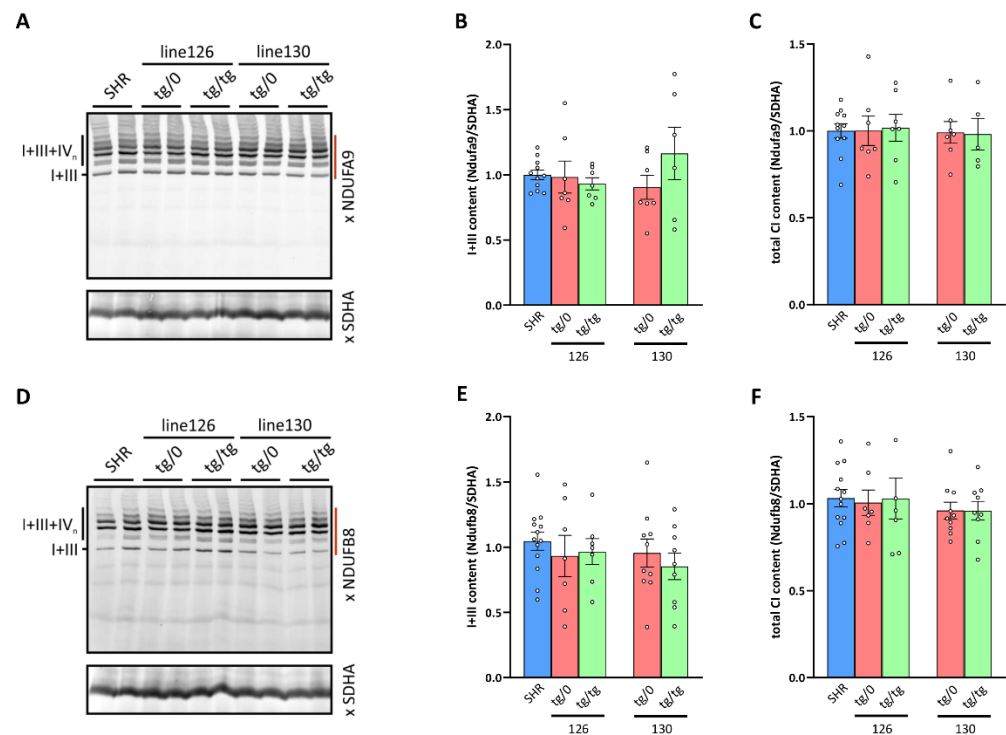 A
line126 line130
SHR tg/0 tg/tg tg/0 tg/tg
I+III+IVn
I+III
x NDUFA9
x SDHA
B
I+III content (Ndufa9/SDHA)
2.0
1.5
1.0
0.5
0.0
SHR tg/0 tg/tg tg/0 tg/tg
126 130
C
total CI content (Ndufa9/SDHA)
1.5
1.0
0.5
0.0
SHR tg/0 tg/tg tg/0 tg/tg
126 130
D
line126 line130
SHR tg/0 tg/tg tg/0 tg/tg
I+III+IVn
I+III
x NDUFB8
x SDHA
E
I+III content (Ndufb8/SDHA)
2.0
1.5
1.0
0.5
0.0
SHR tg/0 tg/tg tg/0 tg/tg
126 130
F
total CI content (Ndufb8/SDHA)
1.5
1.0
0.5
0.0
SHR tg/0 tg/tg tg/0 tg/tg
126 130